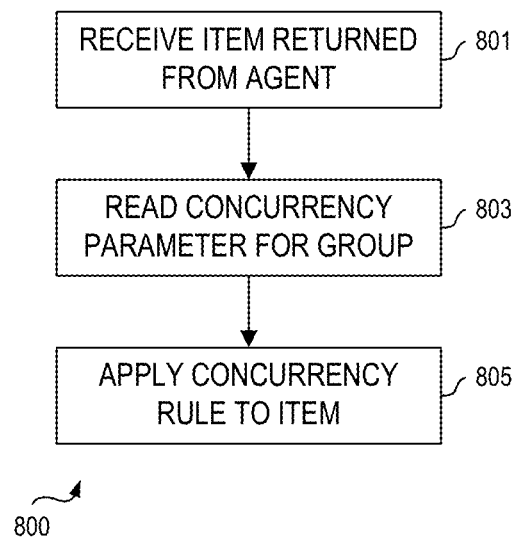 RECEIVE ITEM RETURNED
FROM AGENT
801
READ CONCURRENCY
PARAMETER FOR GROUP
803
APPLY CONCURRENCY
RULE TO ITEM
805
800